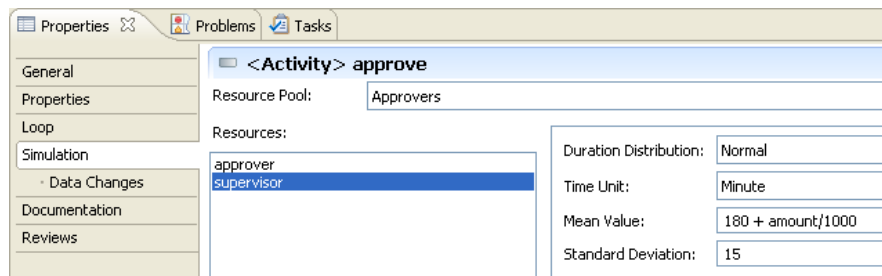 Properties Problems Tasks
<Activity> approve
General
Properties
Loop
Simulation
Data Changes
Documentation
Reviews
Resource Pool: Approvers
Resources:
approver
supervisor
Duration Distribution: Normal
Time Unit: Minute
Mean Value: 180 + amount/1000
Standard Deviation: 15